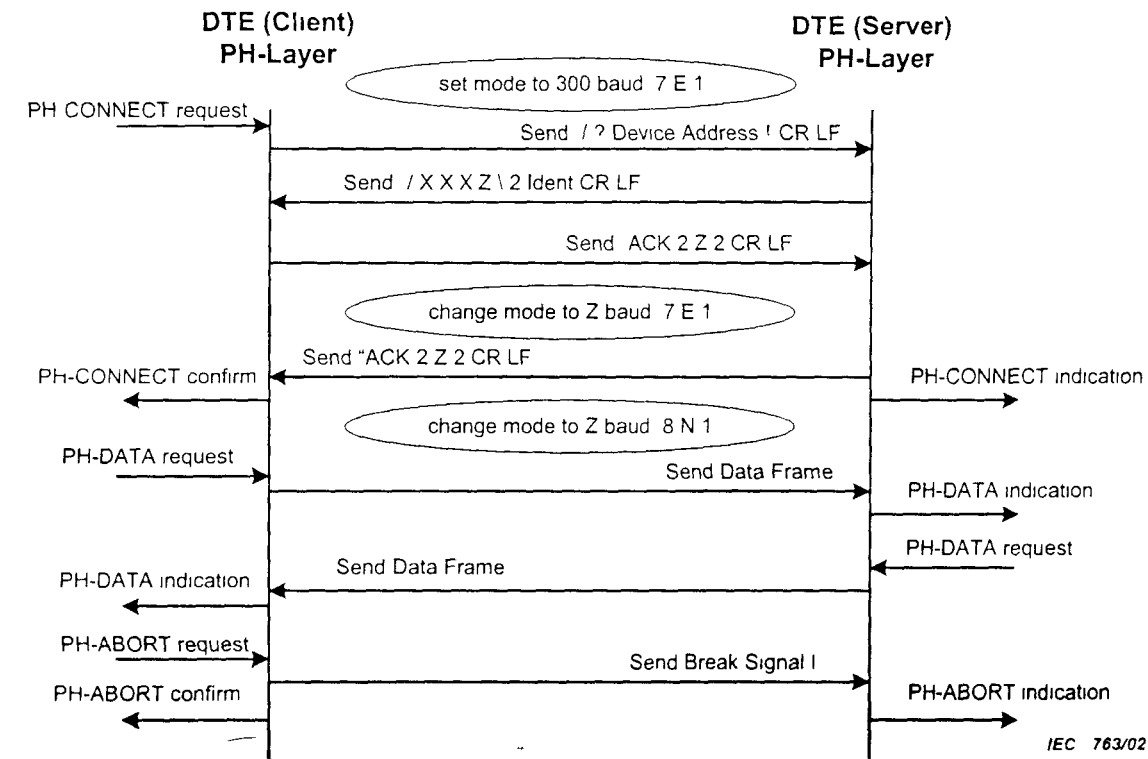 DTE (Client)
PH-Layer
DTE (Server)
PH-Layer
set mode to 300 baud 7 E 1
PH CONNECT request
Send / ? Device Address ! CR LF
Send / X X X Z \ 2 Ident CR LF
Send ACK 2 Z 2 CR LF
change mode to Z baud 7 E 1
Send "ACK 2 Z 2 CR LF
PH-CONNECT confirm
PH-CONNECT indication
change mode to Z baud 8 N 1
PH-DATA request
Send Data Frame
PH-DATA indication
PH-DATA request
Send Data Frame
PH-DATA indication
PH-ABORT request
Send Break Signal I
PH-ABORT confirm
PH-ABORT indication
IEC 763/02